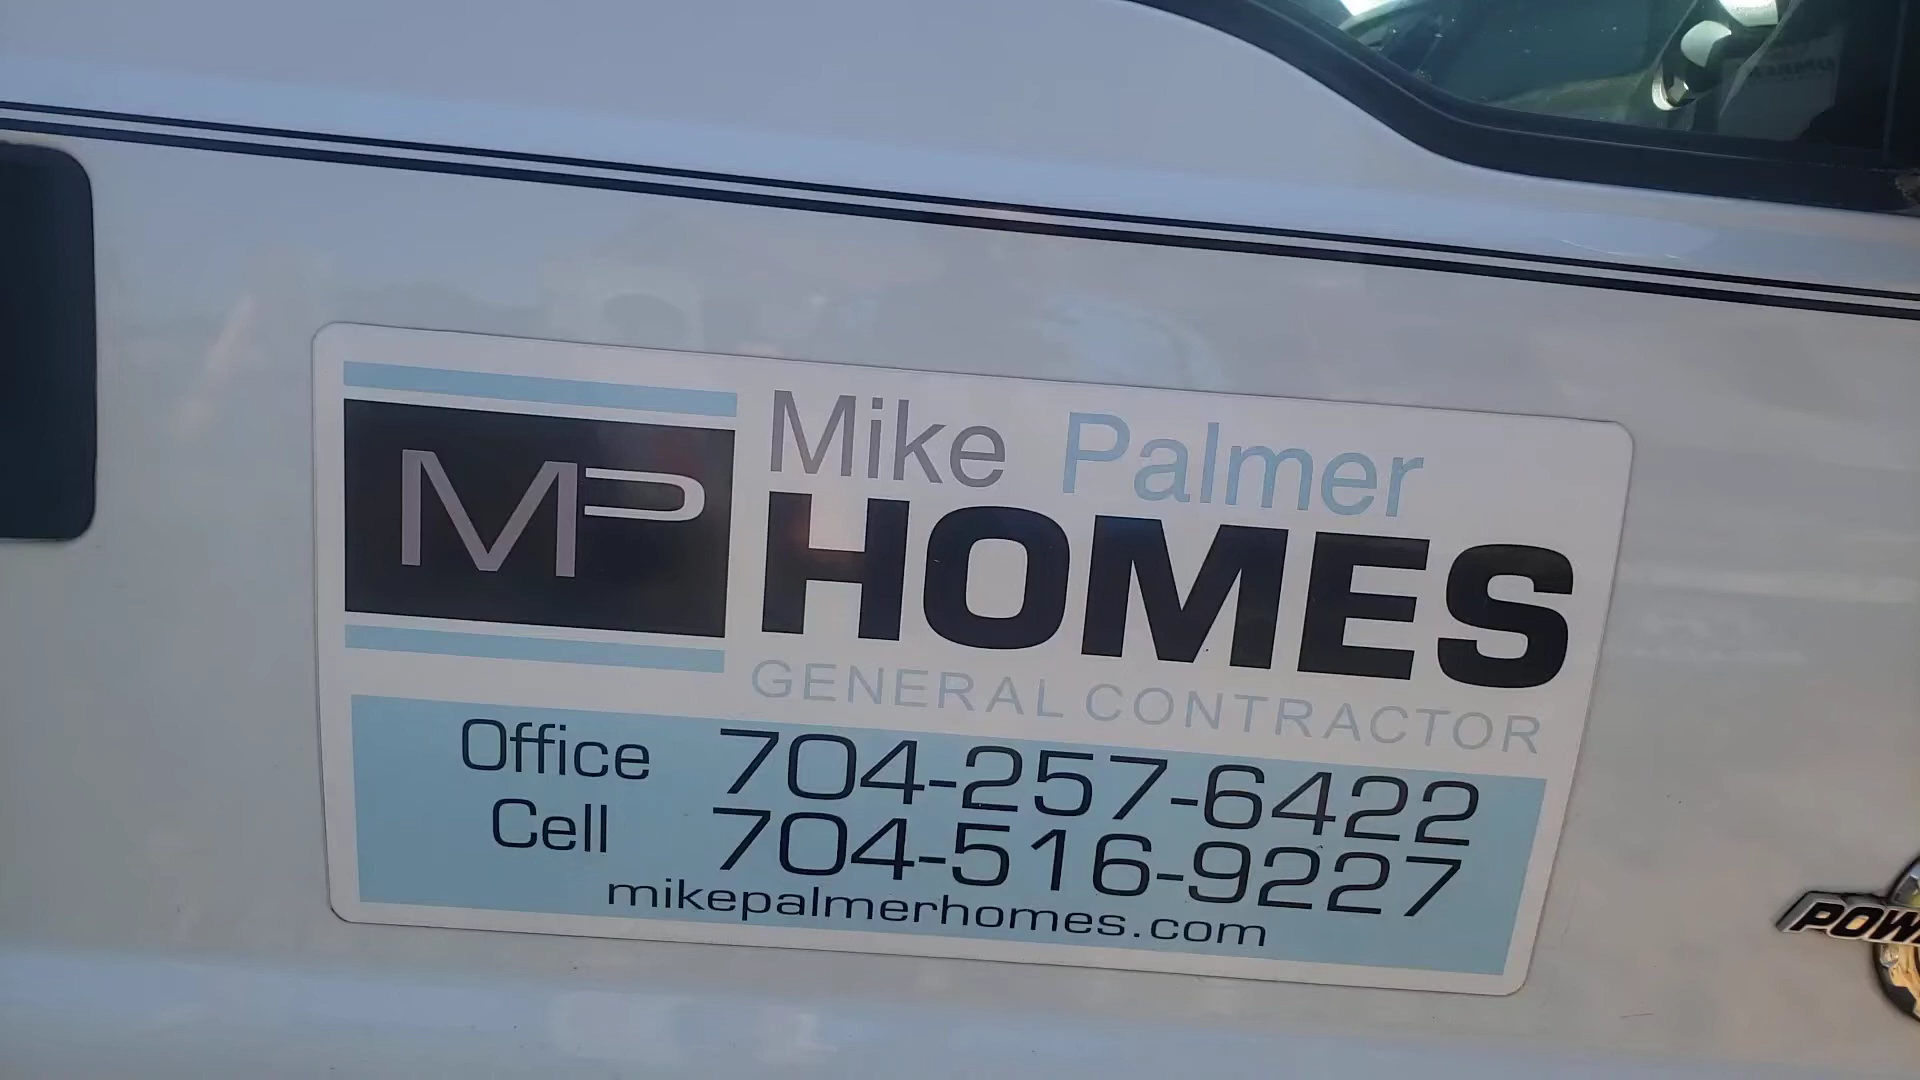 Mike Palmer
MP
HOMES
GENERAL CONTRACTOR
Office 704-257-6422
Cell 704-516-9227
mikepalmerhomes.com